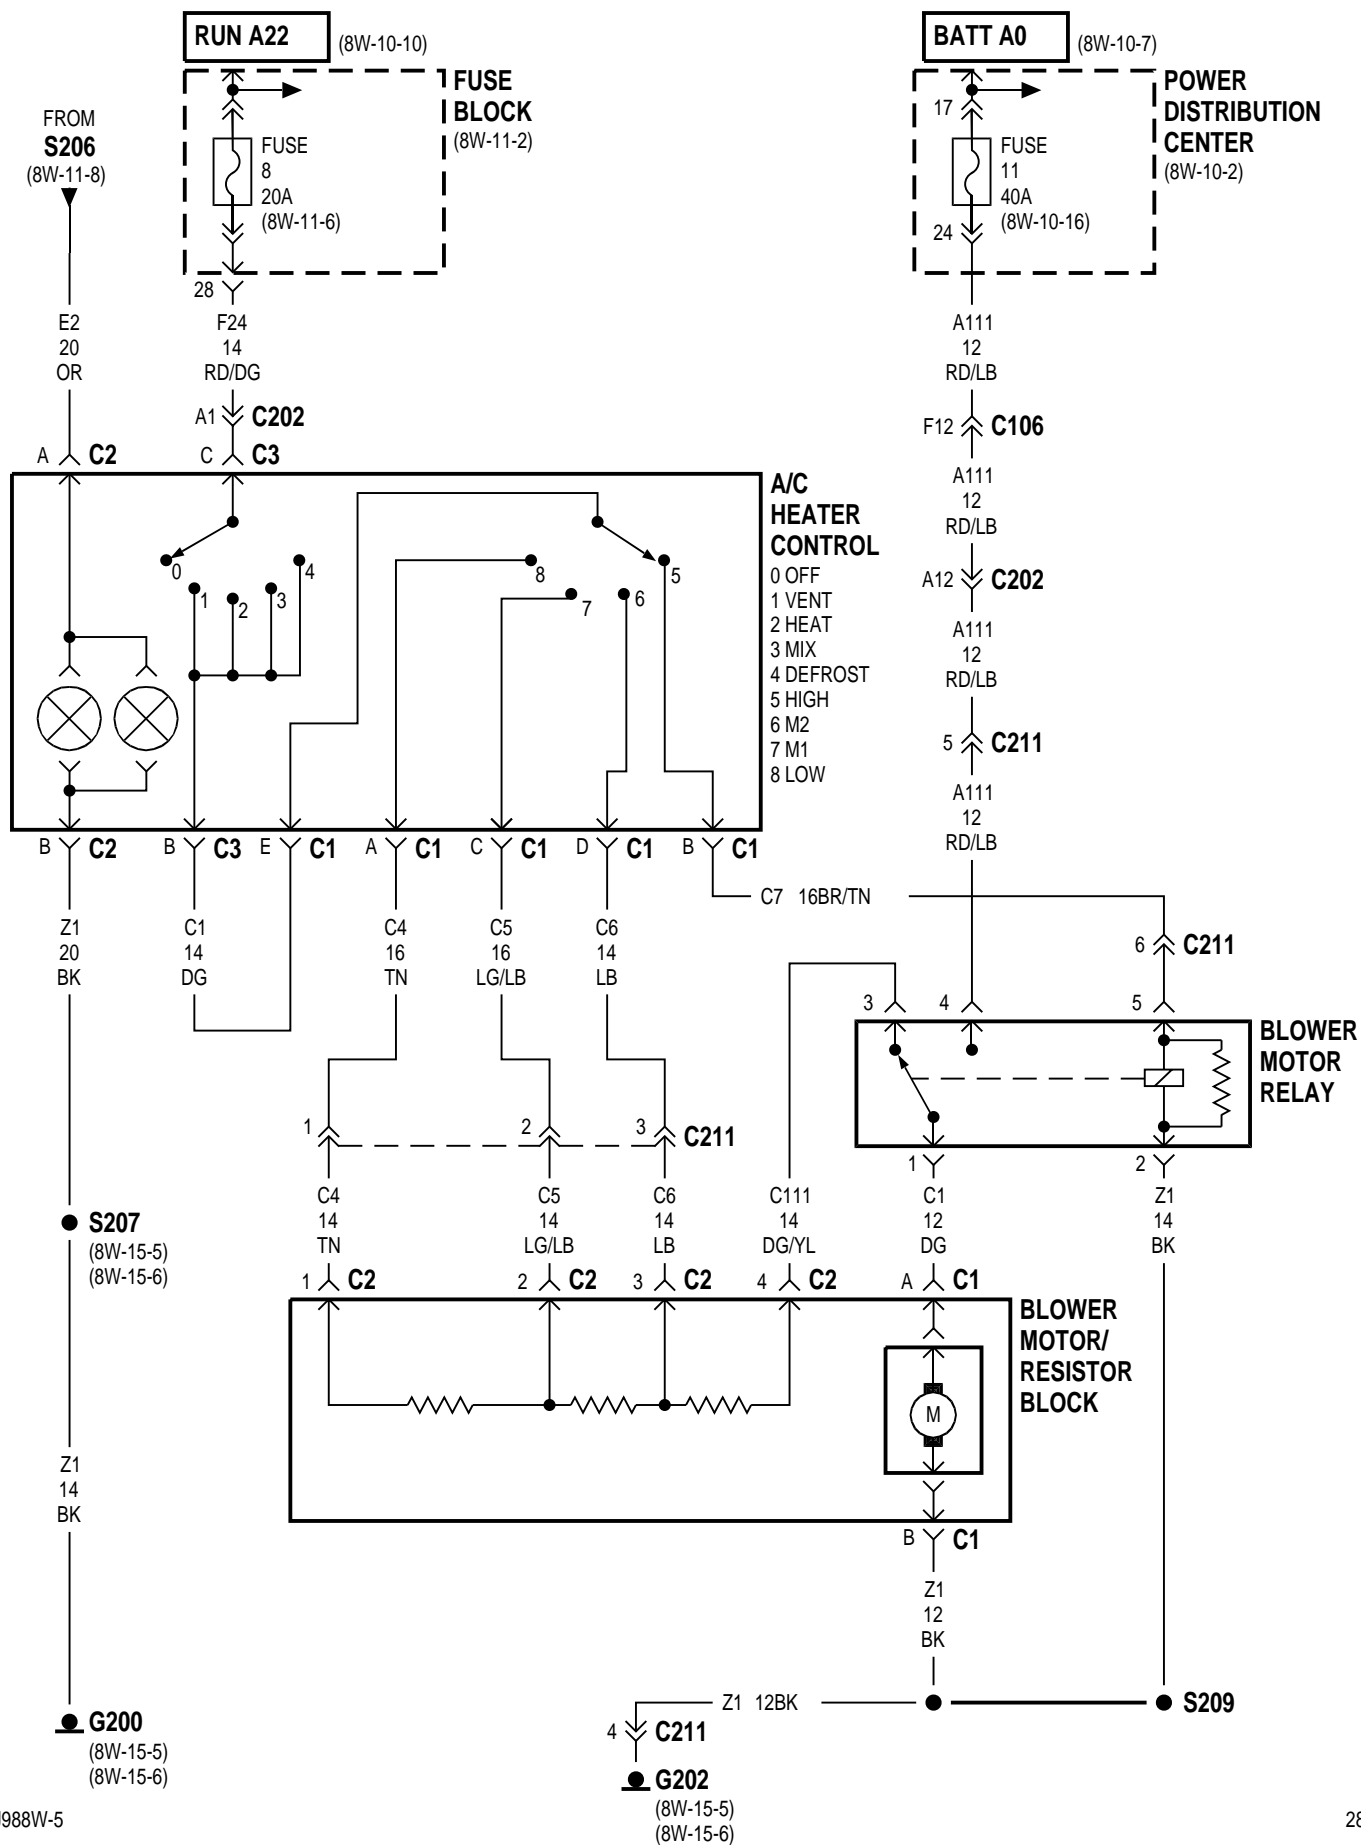 RUN A22
(8W-10-10)
BATT A0
(8W-10-7)
FUSE
BLOCK
(8W-11-2)
POWER
DISTRIBUTION
CENTER
(8W-10-2)
FROM
S206
(8W-11-8)
FUSE
8
20A
(8W-11-6)
17
FUSE
11
40A
(8W-10-16)
24
28
E2
20
OR
F24
14
RD/DG
A111
12
RD/LB
A1 C202
F12 C106
A C2
C C3
A111
12
RD/LB
A/C
HEATER
CONTROL
0 OFF
1 VENT
2 HEAT
3 MIX
4 DEFROST
5 HIGH
6 M2
7 M1
8 LOW
0
1
2
3
4
8
7
6
5
A12 C202
A111
12
RD/LB
5 C211
A111
12
RD/LB
B C2
B C3
E C1
A C1
C C1
D C1
B C1
C7 16BR/TN
Z1
20
BK
C1
14
DG
C4
16
TN
C5
16
LG/LB
C6
14
LB
6 C211
3
4
5
BLOWER
MOTOR
RELAY
1
2
3 C211
1
2
S207
(8W-15-5)
(8W-15-6)
C4
14
TN
C5
14
LG/LB
C6
14
LB
C111
14
DG/YL
C1
12
DG
Z1
14
BK
1 C2
2 C2
3 C2
4 C2
A C1
BLOWER
MOTOR/
RESISTOR
BLOCK
M
Z1
14
BK
B C1
Z1
12
BK
Z1 12BK
S209
4 C211
G200
(8W-15-5)
(8W-15-6)
G202
(8W-15-5)
(8W-15-6)
J988W-5
28